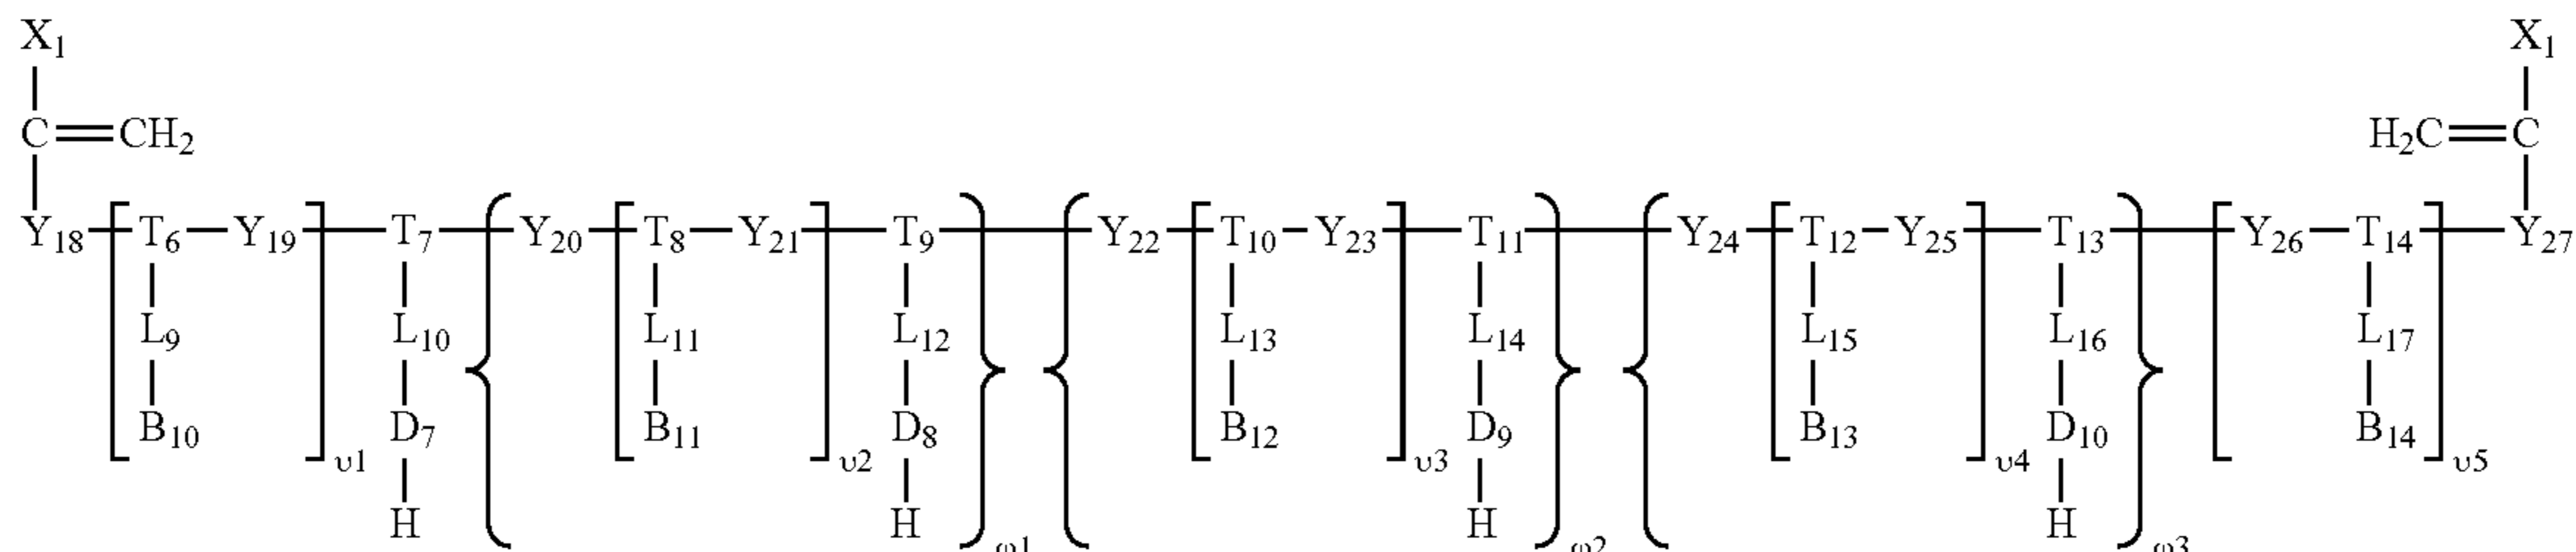 X₁ X₁
C=CH₂ H₂C=C
Y₁₈—[T₆—Y₁₉]—T₇—{Y₂₀—[T₈—Y₂₁]—T₉}—{Y₂₂—[T₁₀—Y₂₃]—T₁₁}—{Y₂₄—[T₁₂—Y₂₅]—T₁₃}—[Y₂₆—T₁₄]—Y₂₇
L₉ L₁₀ L₁₁ L₁₂ L₁₃ L₁₄ L₁₅ L₁₆ L₁₇
B₁₀ D₇ B₁₁ D₈ B₁₂ D₉ B₁₃ D₁₀ B₁₄
υ1 υ2 υ3 υ4 υ5
H H H H
ω1 ω2 ω3